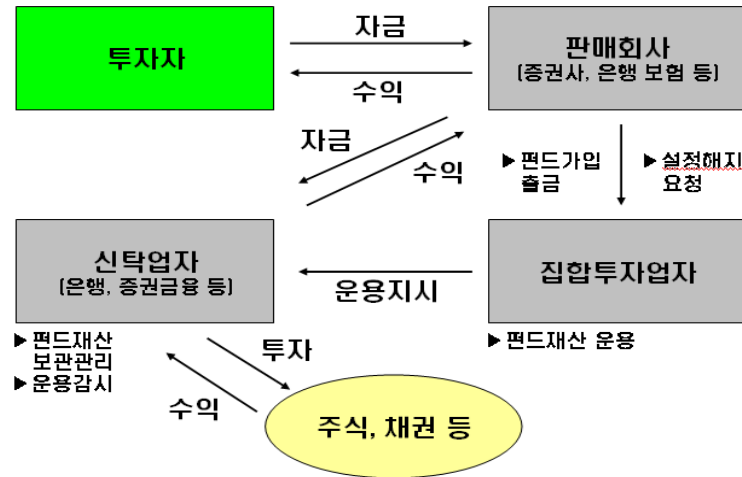 투자자
자금
수익
판매회사
(증권사, 은행 보험 등)
자금
수익
▶ 펀드가입
출금
▶ 설정해지
요청
신탁업자
(은행, 증권금융 등)
운용지시
집합투자업자
▶ 펀드재산
보관관리
▶ 운용감시
▶ 펀드재산 운용
투자
수익
주식, 채권 등